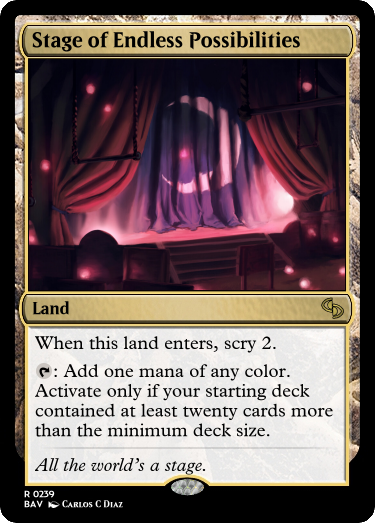 Stage of Endless Possibilities
Land
When this land enters, scry 2.
: Add one mana of any color.
Activate only if your starting deck
contained at least twenty cards more
than the minimum deck size.
All the world's a stage.
R 0239
BAV Carlos C Diaz